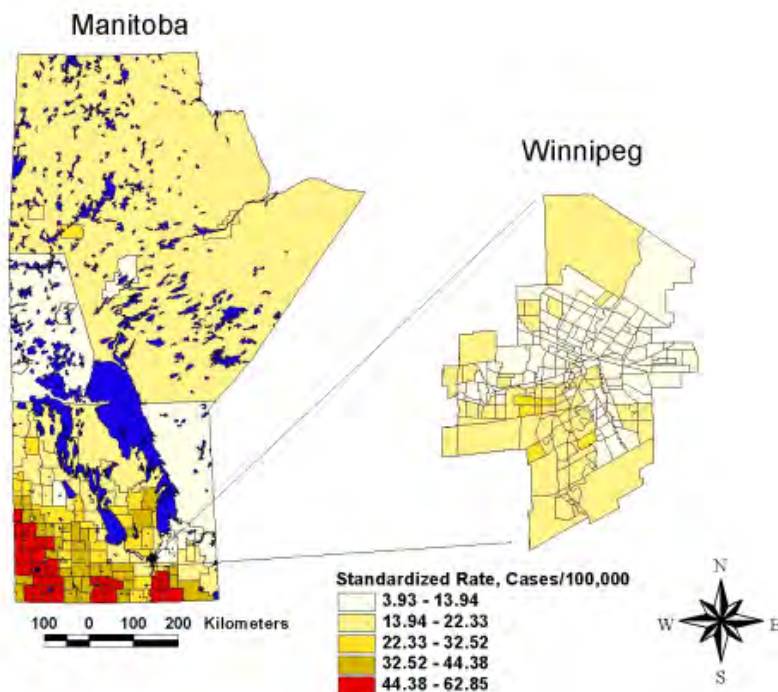 Manitoba
Winnipeg
Standardized Rate, Cases/100,000
3.93 - 13.94
13.94 - 22.33
22.33 - 32.52
32.52 - 44.38
44.38 - 62.85
100 0 100 200 Kilometers
N
W E
S